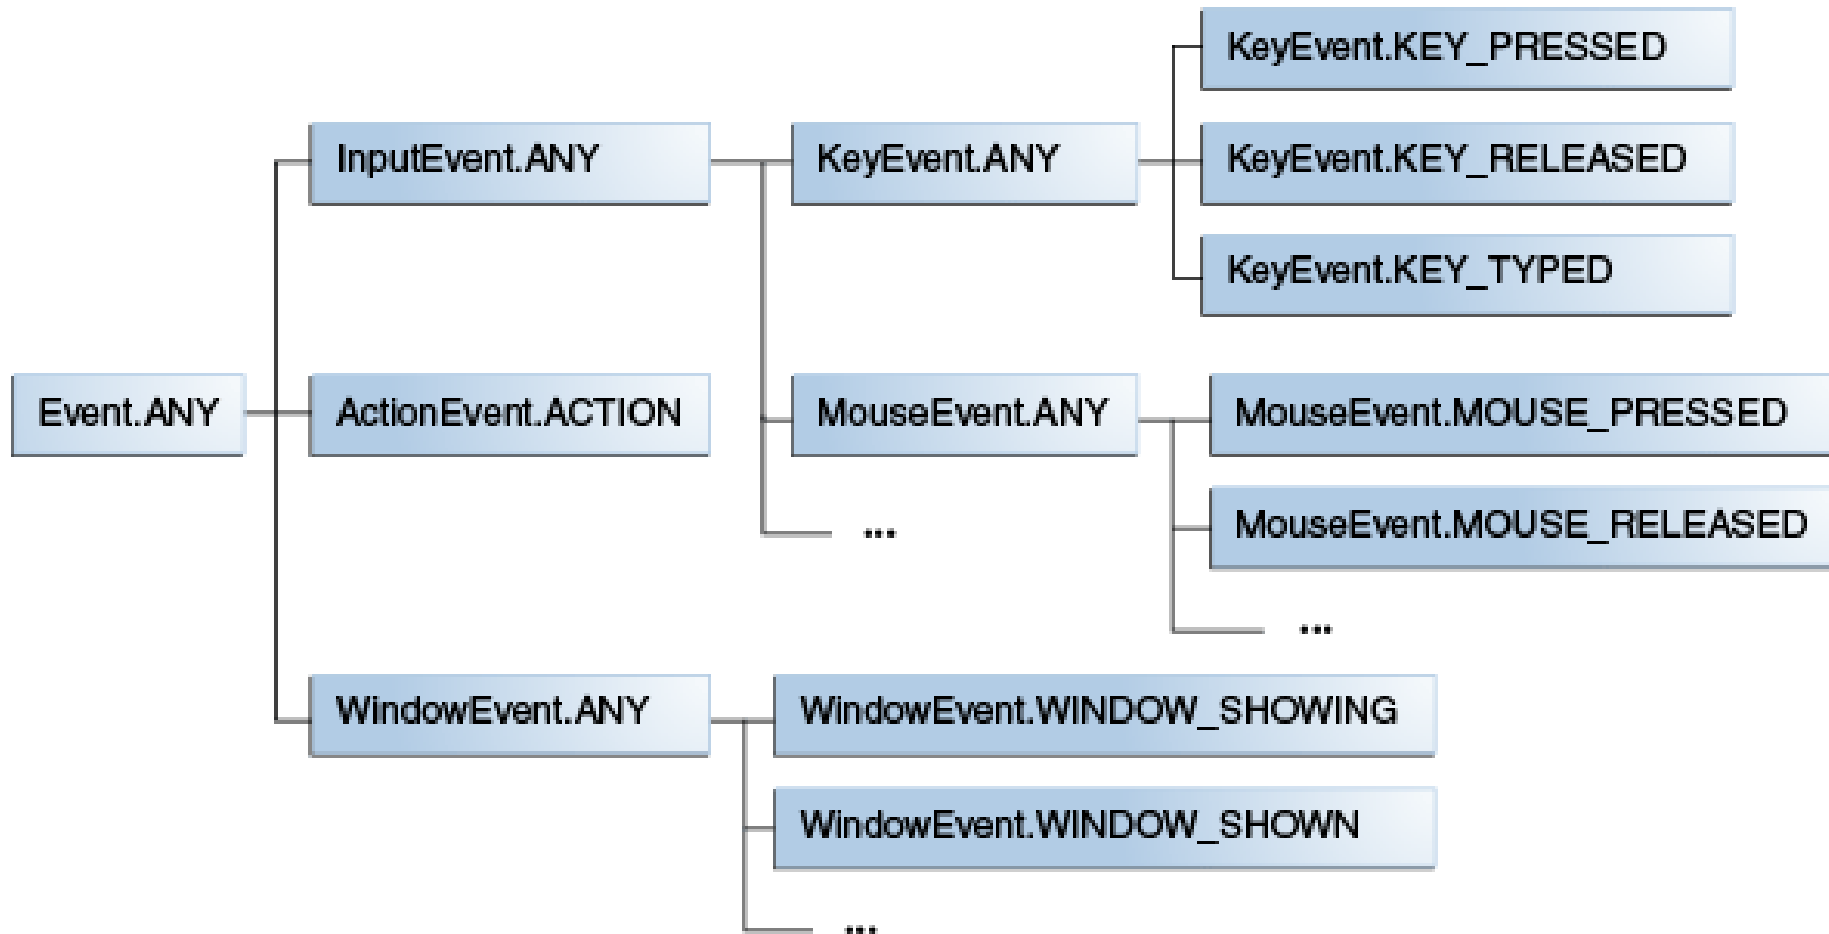 KeyEvent.KEY_PRESSED
InputEvent.ANY
KeyEvent.ANY
KeyEvent.KEY_RELEASED
KeyEvent.KEY_TYPED
Event.ANY
ActionEvent.ACTION
MouseEvent.ANY
MouseEvent.MOUSE_PRESSED
...
MouseEvent.MOUSE_RELEASED
...
WindowEvent.ANY
WindowEvent.WINDOW_SHOWING
WindowEvent.WINDOW_SHOWN
...